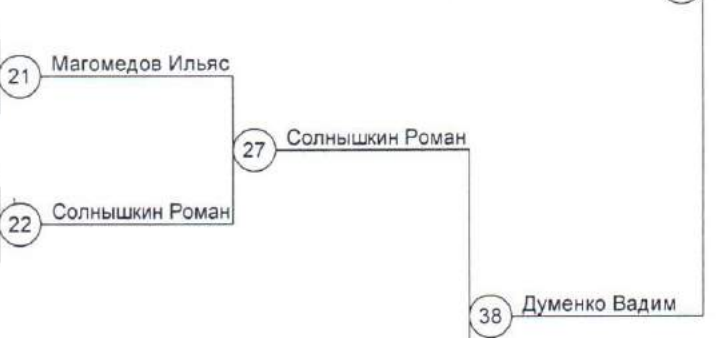 21 Магомедов Ильяс
27 Солнышкин Роман
22 Солнышкин Роман
38 Думенко Вадим